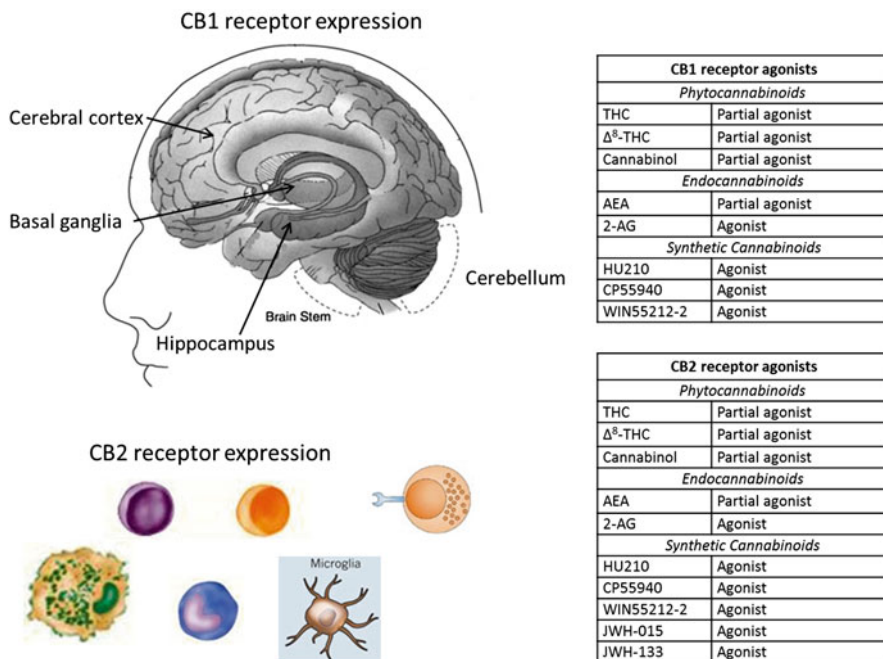 CB1 receptor expression
Cerebral cortex
Basal ganglia
Cerebellum
Brain Stem
Hippocampus
CB2 receptor expression
Microglia
CB1 receptor agonists
Phytocannabinoids
THC Partial agonist
Δ⁸-THC Partial agonist
Cannabinol Partial agonist
Endocannabinoids
AEA Partial agonist
2-AG Agonist
Synthetic Cannabinoids
HU210 Agonist
CP55940 Agonist
WIN55212-2 Agonist
CB2 receptor agonists
Phytocannabinoids
THC Partial agonist
Δ⁸-THC Partial agonist
Cannabinol Partial agonist
Endocannabinoids
AEA Partial agonist
2-AG Agonist
Synthetic Cannabinoids
HU210 Agonist
CP55940 Agonist
WIN55212-2 Agonist
JWH-015 Agonist
JWH-133 Agonist